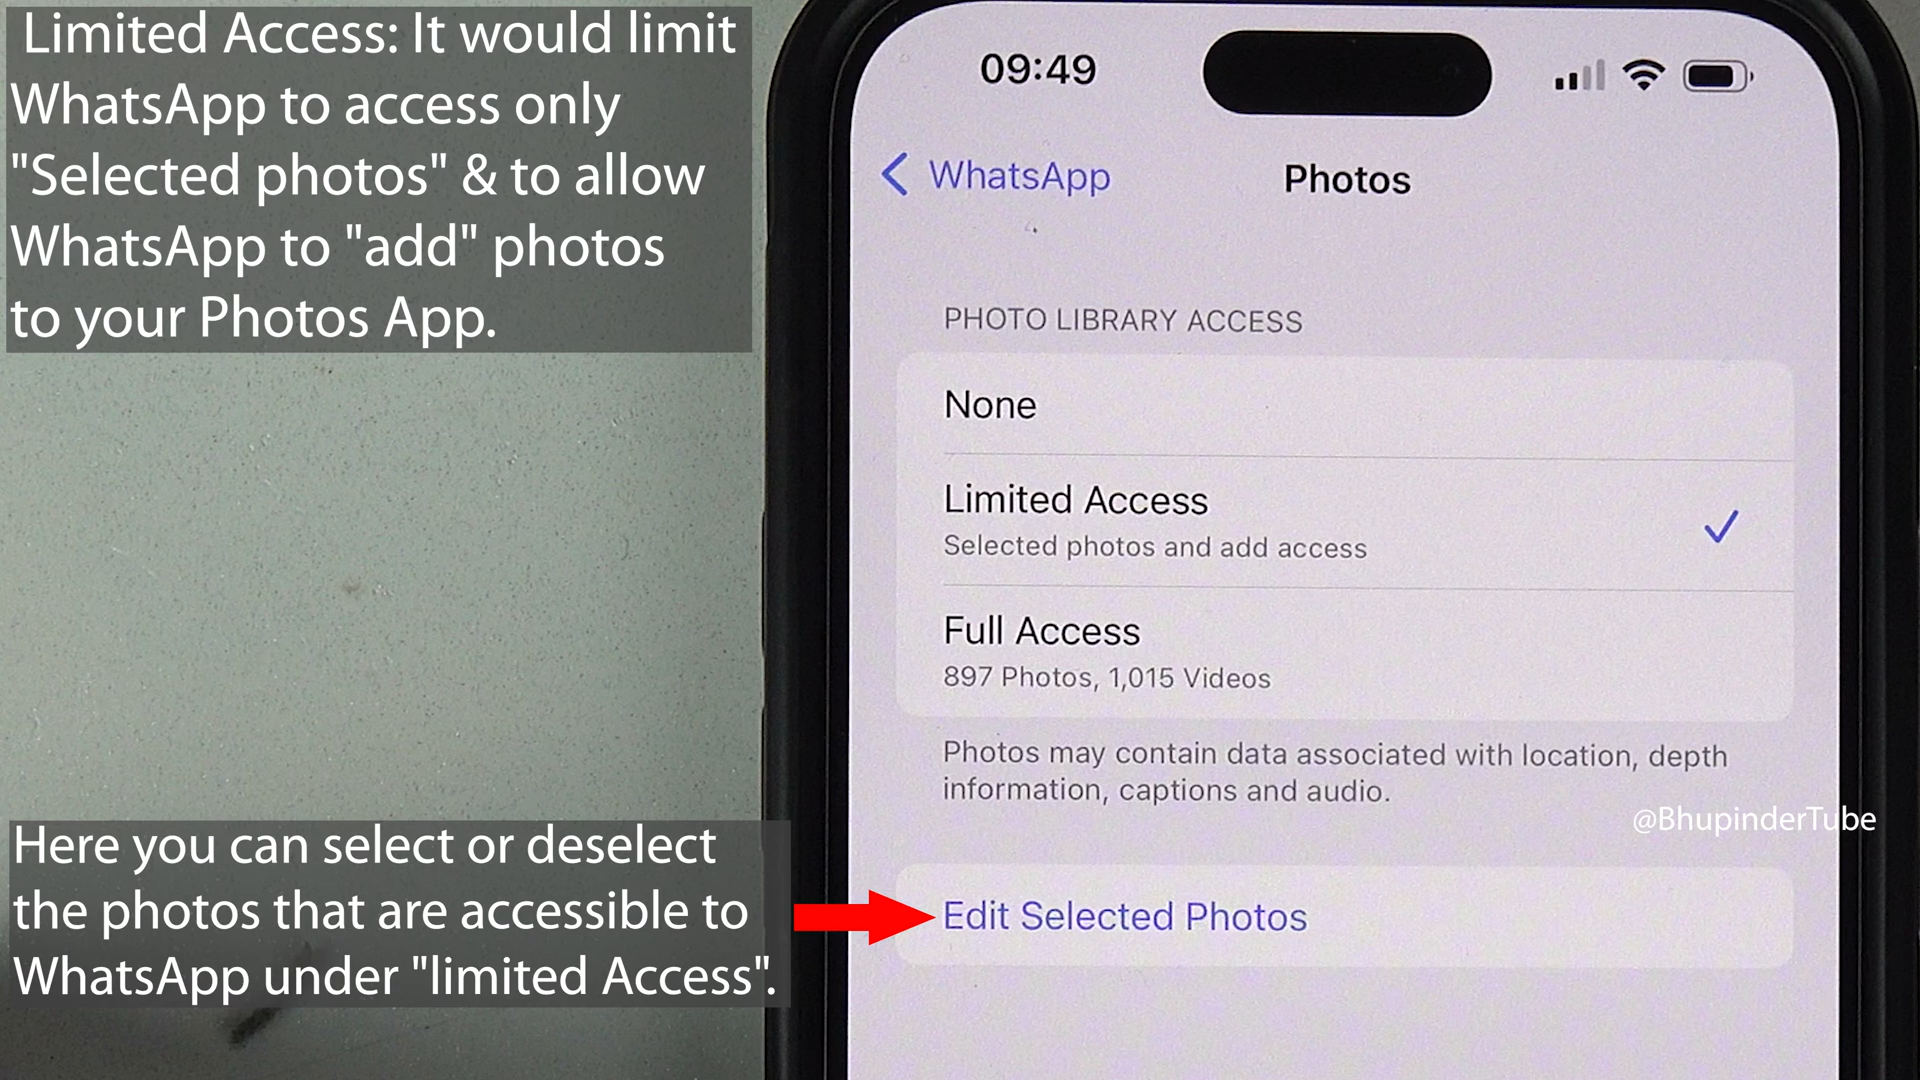 Limited Access: It would limit
WhatsApp to access only
"Selected photos" & to allow
WhatsApp to "add" photos
to your Photos App.
09:49
WhatsApp
Photos
PHOTO LIBRARY ACCESS
None
Limited Access
Selected photos and add access
Full Access
897 Photos, 1,015 Videos
Photos may contain data associated with location, depth
information, captions and audio.
@BhupinderTube
Here you can select or deselect
the photos that are accessible to
WhatsApp under "limited Access".
Edit Selected Photos